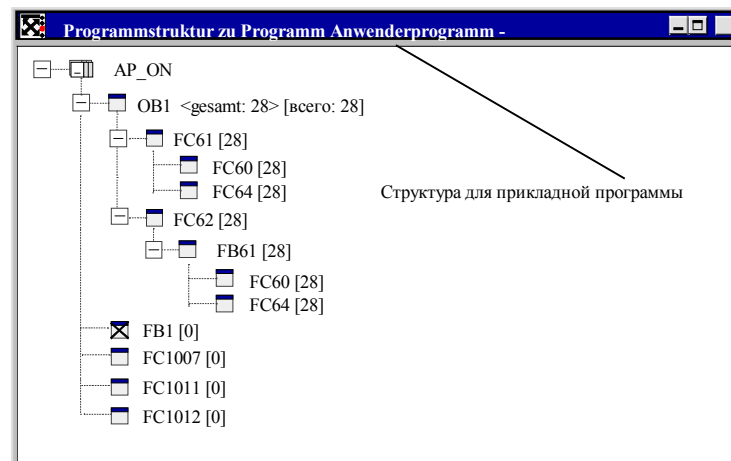 Programmstruktur zu Programm Anwenderprogramm -
AP_ON
OB1 <gesamt: 28> [всего: 28]
FC61 [28]
FC60 [28]
FC64 [28]
Структура для прикладной программы
FC62 [28]
FB61 [28]
FC60 [28]
FC64 [28]
FB1 [0]
FC1007 [0]
FC1011 [0]
FC1012 [0]